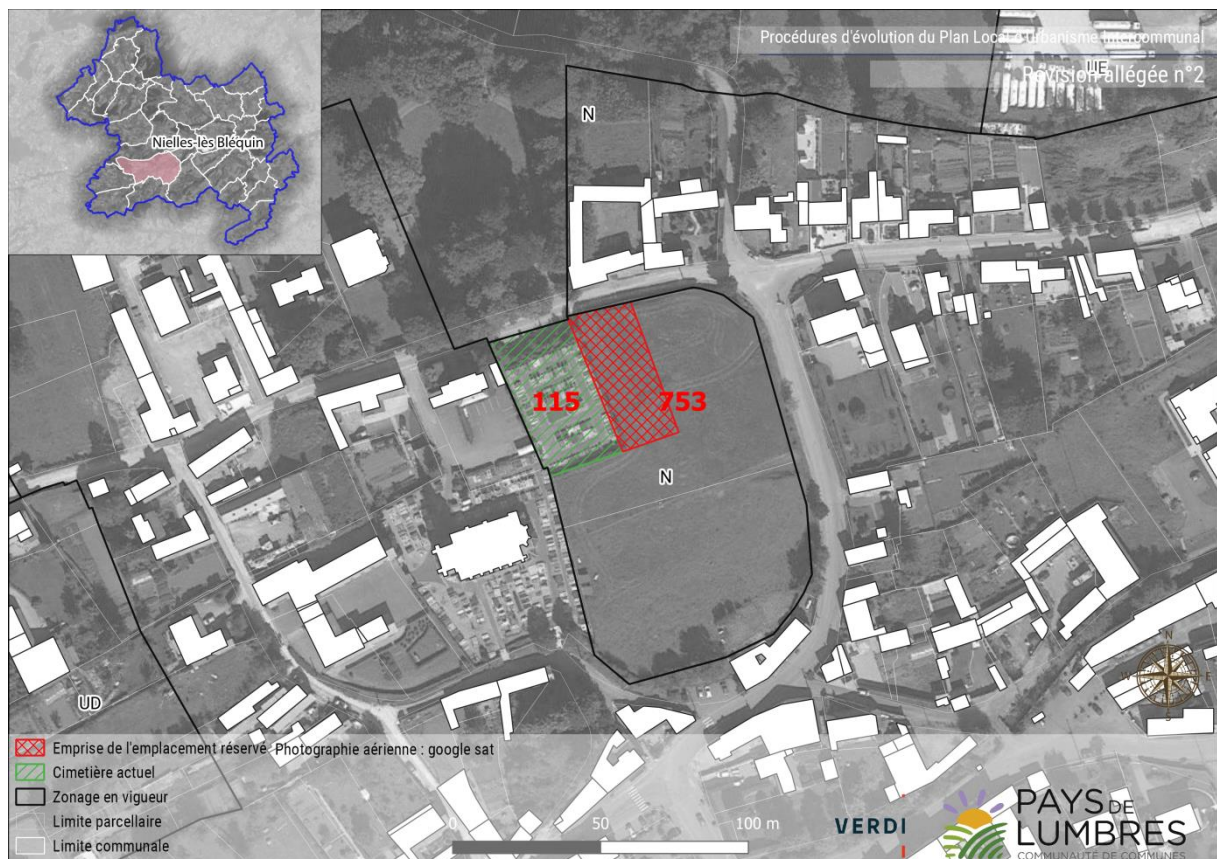 Procédures d'évolution du Plan Local d'Urbanisme Intercommunal
Révision allégée n°2
Nielles-lès Bléquin
UE
N
115
753
N
UD
N
W
E
S
Emprise de l'emplacement réservé Photographie aérienne : google sat
Cimetière actuel
Zonage en vigueur
Limite parcellaire
Limite communale
0 50 100 m
VERDI
PAYS DE
LUMBRES
COMMUNAUTÉ DE COMMUNES